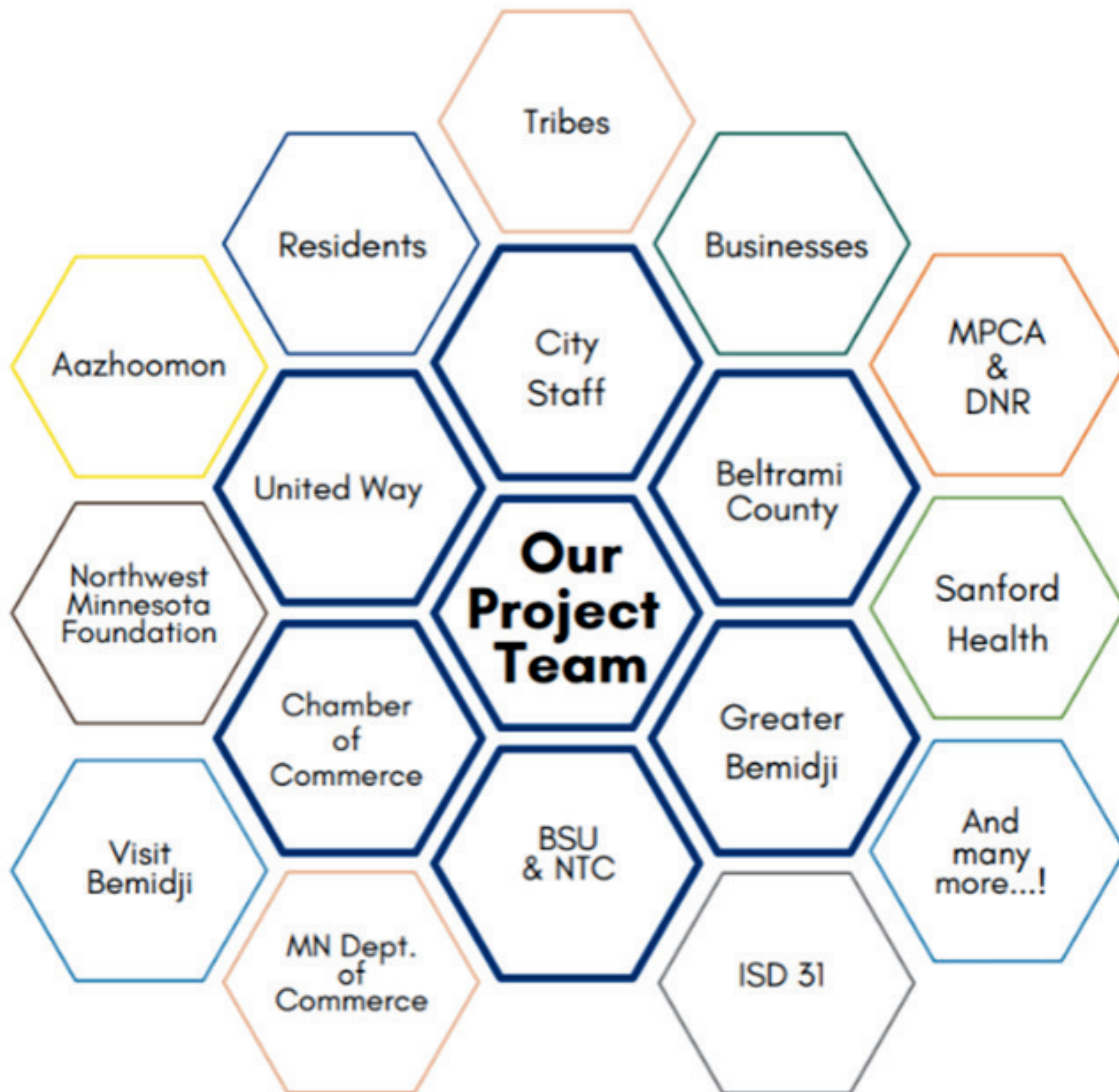 Tribes
Residents
Businesses
Aazhoomon
City
Staff
MPCA
&
DNR
United Way
Beltrami
County
Northwest
Minnesota
Foundation
Our
Project
Team
Sanford
Health
Chamber
of
Commerce
Greater
Bemidji
Visit
Bemidji
BSU
& NTC
And
many
more...!
MN Dept.
of
Commerce
ISD 31